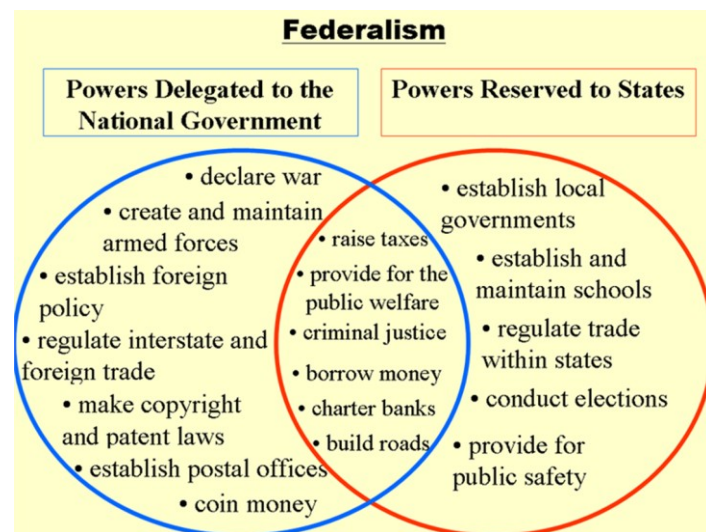 Federalism
Powers Delegated to the
National Government
Powers Reserved to States
• declare war
• create and maintain
armed forces
• establish foreign
policy
• regulate interstate and
foreign trade
• make copyright
and patent laws
• establish postal offices
• coin money
• raise taxes
• provide for the
public welfare
• criminal justice
• borrow money
• charter banks
• build roads
• establish local
governments
• establish and
maintain schools
• regulate trade
within states
• conduct elections
• provide for
public safety